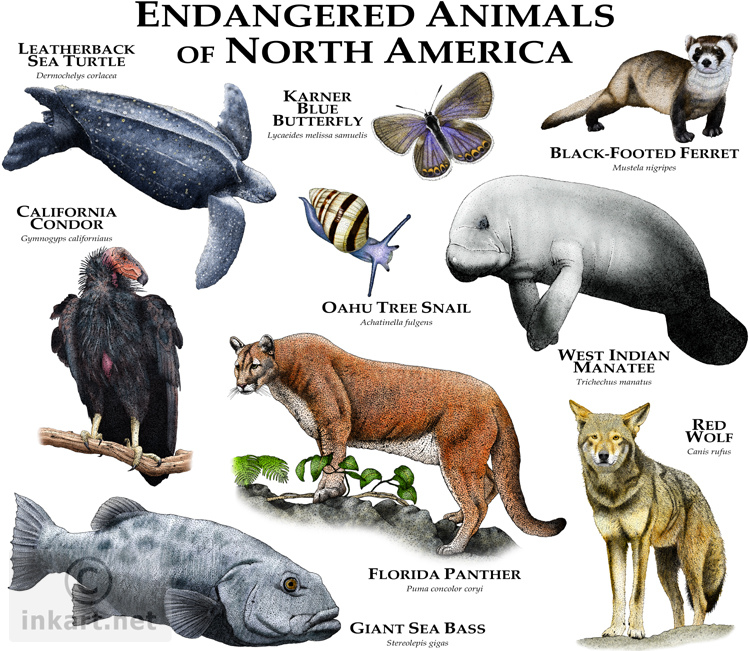 ENDANGERED ANIMALS
OF NORTH AMERICA
LEATHERBACK
SEA TURTLE
Dermochelys corlacea
KARNER
BLUE
BUTTERFLY
Lycaeides melissa samuelis
BLACK-FOOTED FERRET
Mustela nigripes
CALIFORNIA
CONDOR
Gymnogyps californiaus
OAHU TREE SNAIL
Achatinella fulgens
WEST INDIAN
MANATEE
Trichechus manatus
RED
WOLF
Canis rufus
FLORIDA PANTHER
Puma concolor coryi
GIANT SEA BASS
Stereolepis gigas
©
inkart.net